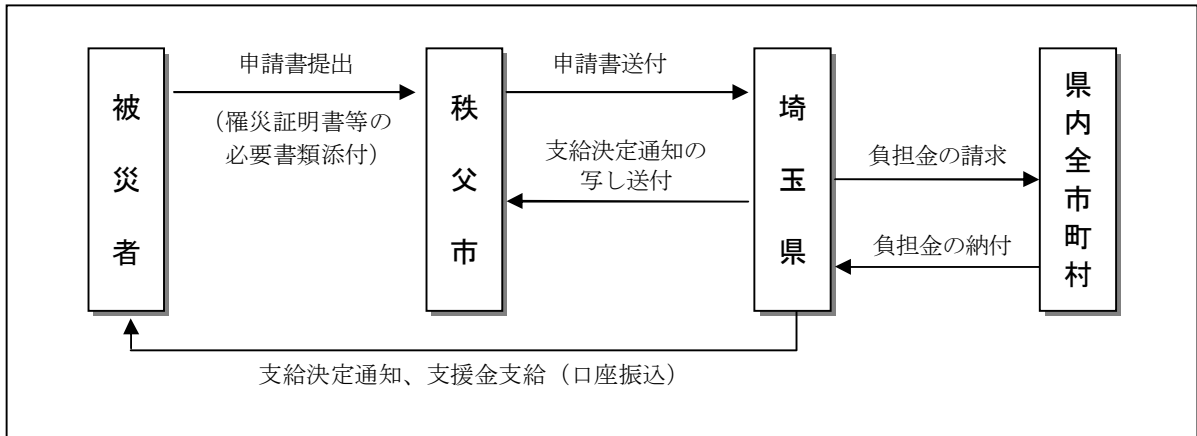 被災者
申請書提出
（罹災証明書等の
必要書類添付）
秩父市
申請書送付
支給決定通知の
写し送付
埼玉県
負担金の請求
負担金の納付
県内全市町村
支給決定通知、支援金支給（口座振込）